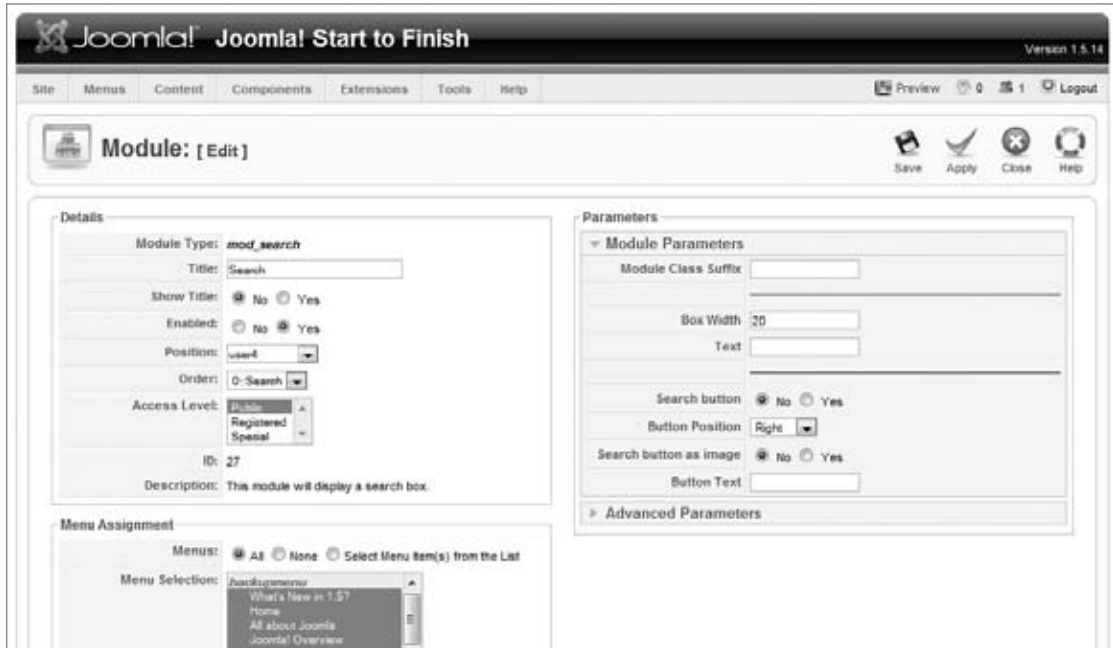 Joomla! Joomla! Start to Finish
Version 1.5.14
Site Menus Content Components Extensions Tools Help
Preview 0 1 Logout
Module: [ Edit ]
Save Apply Close Help
Details
Module Type: mod_search
Title: Search
Show Title: No Yes
Enabled: No Yes
Position: user4
Order: 0: Search
Access Level: Public
Registered
Special
ID: 27
Description: This module will display a search box.
Menu Assignment
Menus: All None Select Menu Item(s) from the List
Menu Selection: backupmenu
What's New in 1.5?
Home
All about Joomla
Joomla! Overview
Parameters
Module Parameters
Module Class Suffix
Box Width 20
Text
Search button No Yes
Button Position Right
Search button as image No Yes
Button Text
Advanced Parameters